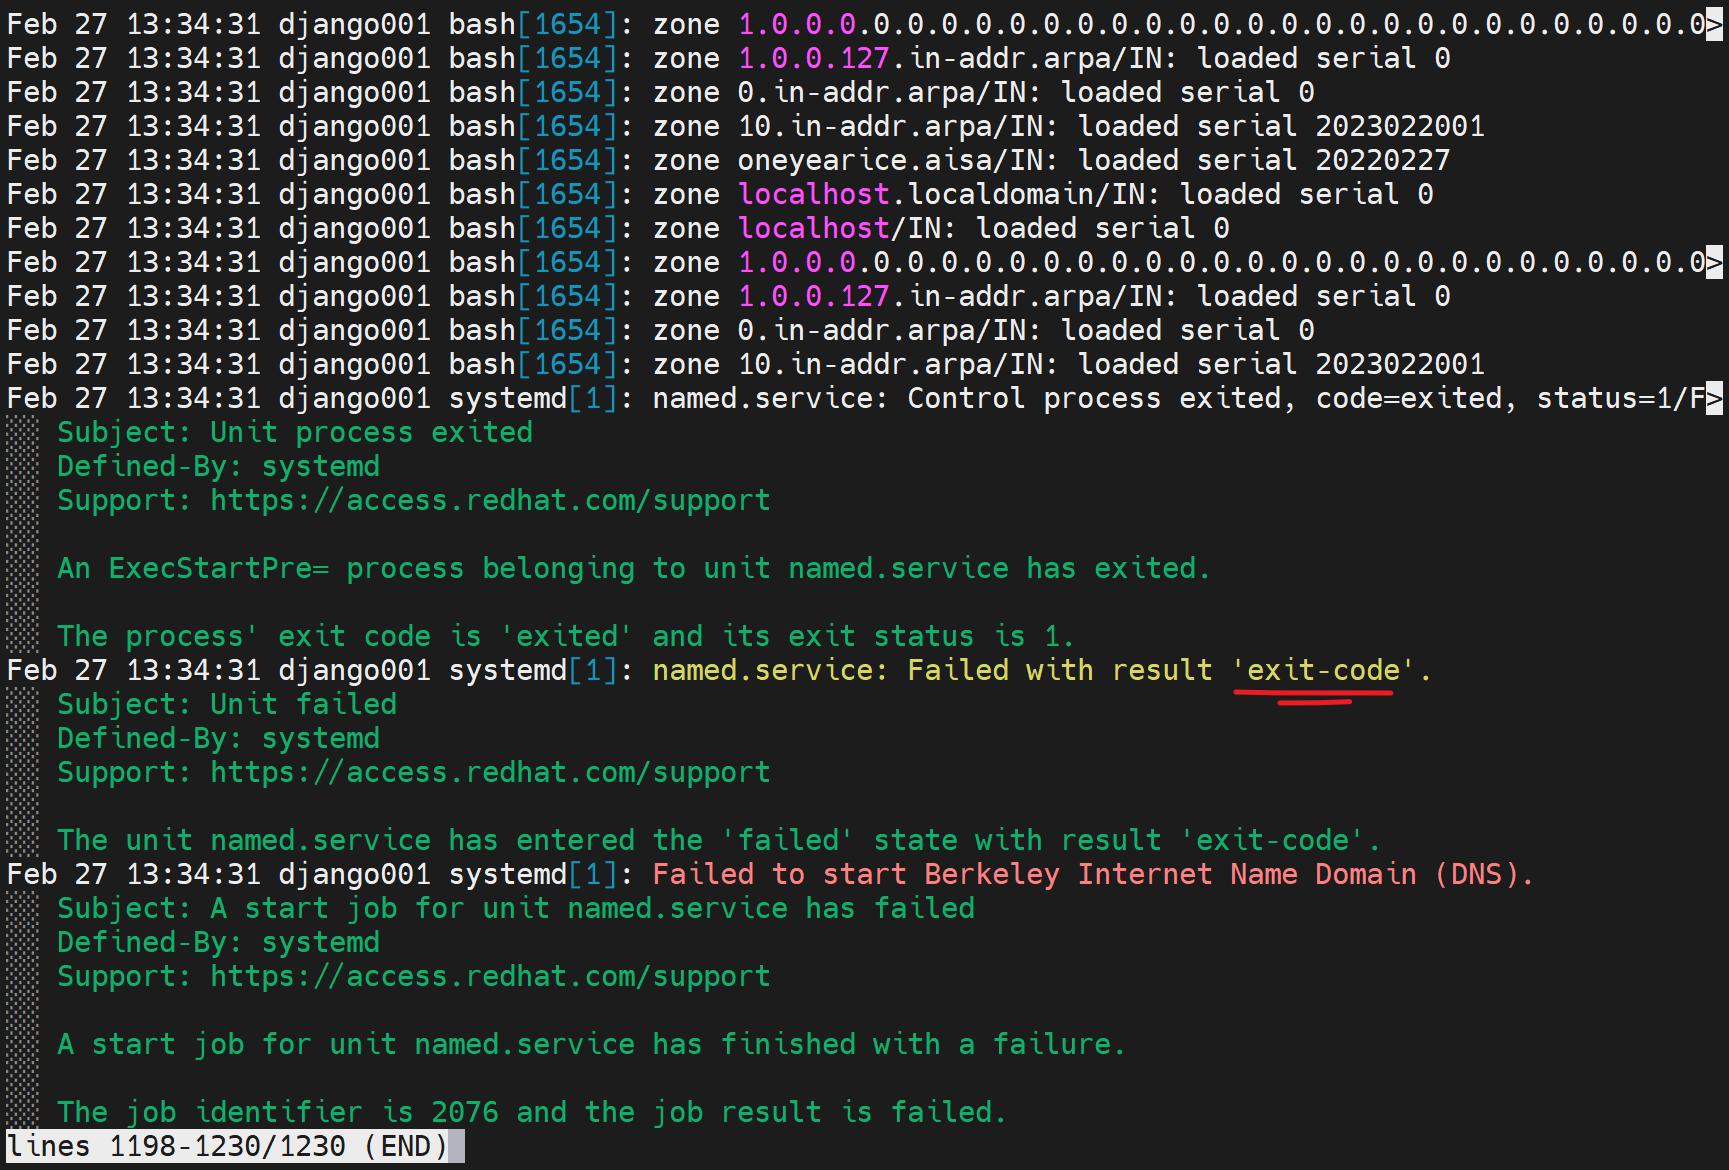 Feb 27 13:34:31 django001 bash[1654]: zone 1.0.0.0.0.0.0.0.0.0.0.0.0.0.0.0.0.0.0.0.0.0.0.0.0.0.0.0.0>
Feb 27 13:34:31 django001 bash[1654]: zone 1.0.0.127.in-addr.arpa/IN: loaded serial 0
Feb 27 13:34:31 django001 bash[1654]: zone 0.in-addr.arpa/IN: loaded serial 0
Feb 27 13:34:31 django001 bash[1654]: zone 10.in-addr.arpa/IN: loaded serial 2023022001
Feb 27 13:34:31 django001 bash[1654]: zone oneyearice.aisa/IN: loaded serial 20220227
Feb 27 13:34:31 django001 bash[1654]: zone localhost.localdomain/IN: loaded serial 0
Feb 27 13:34:31 django001 bash[1654]: zone localhost/IN: loaded serial 0
Feb 27 13:34:31 django001 bash[1654]: zone 1.0.0.0.0.0.0.0.0.0.0.0.0.0.0.0.0.0.0.0.0.0.0.0.0.0.0.0.0>
Feb 27 13:34:31 django001 bash[1654]: zone 1.0.0.127.in-addr.arpa/IN: loaded serial 0
Feb 27 13:34:31 django001 bash[1654]: zone 0.in-addr.arpa/IN: loaded serial 0
Feb 27 13:34:31 django001 bash[1654]: zone 10.in-addr.arpa/IN: loaded serial 2023022001
Feb 27 13:34:31 django001 systemd[1]: named.service: Control process exited, code=exited, status=1/F>
Subject: Unit process exited
Defined-By: systemd
Support: https://access.redhat.com/support
An ExecStartPre= process belonging to unit named.service has exited.
The process' exit code is 'exited' and its exit status is 1.
Feb 27 13:34:31 django001 systemd[1]: named.service: Failed with result 'exit-code'.
Subject: Unit failed
Defined-By: systemd
Support: https://access.redhat.com/support
The unit named.service has entered the 'failed' state with result 'exit-code'.
Feb 27 13:34:31 django001 systemd[1]: Failed to start Berkeley Internet Name Domain (DNS).
Subject: A start job for unit named.service has failed
Defined-By: systemd
Support: https://access.redhat.com/support
A start job for unit named.service has finished with a failure.
The job identifier is 2076 and the job result is failed.
lines 1198-1230/1230 (END)